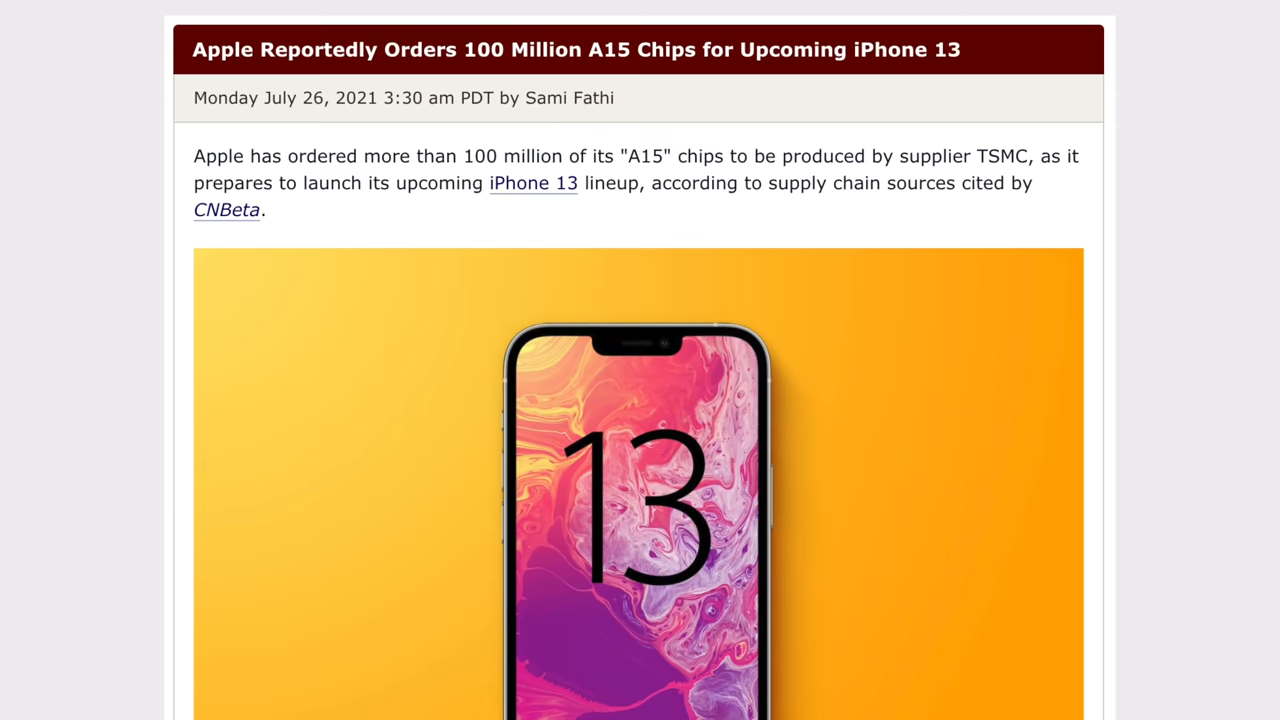 Apple Reportedly Orders 100 Million A15 Chips for Upcoming iPhone 13
Monday July 26, 2021 3:30 am PDT by Sami Fathi
Apple has ordered more than 100 million of its "A15" chips to be produced by supplier TSMC, as it
prepares to launch its upcoming iPhone 13 lineup, according to supply chain sources cited by
CNBeta.
13